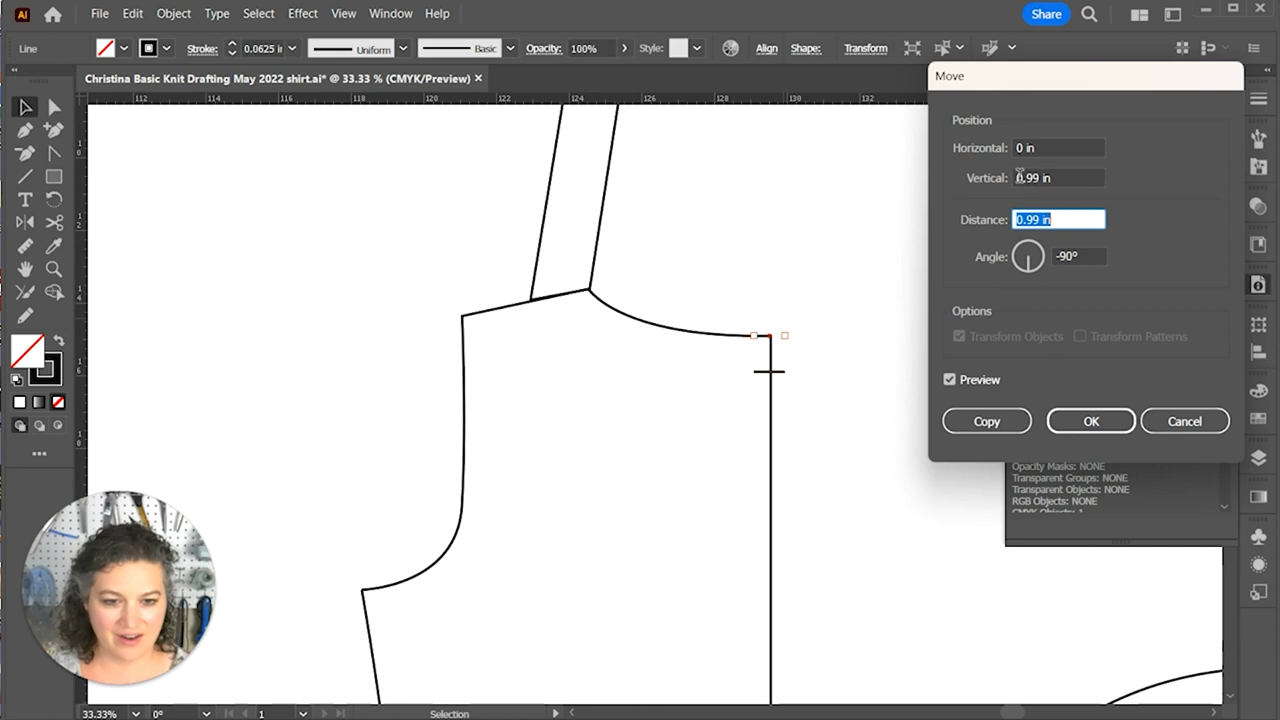 Ai File Edit Object Type Select Effect View Window Help Share
Line Stroke: 0.0625 in Uniform Basic Opacity: 100% Style: Align Shape: Transform
Christina Basic Knit Drafting May 2022 shirt.ai* @ 33.33 % (CMYK/Preview)
112 114 116 118 120 122 124 126 128 130 132
Move
Position
Horizontal: 0 in
Vertical: 0.99 in
Distance: 0.99 in
Angle: -90°
Options
Transform Objects Transform Patterns
Preview
Copy OK Cancel
Opacity Masks: NONE
Transparent Groups: NONE
Transparent Objects: NONE
RGB Objects: NONE
CMYK Objects: 1
33.33% 0° 1 Selection